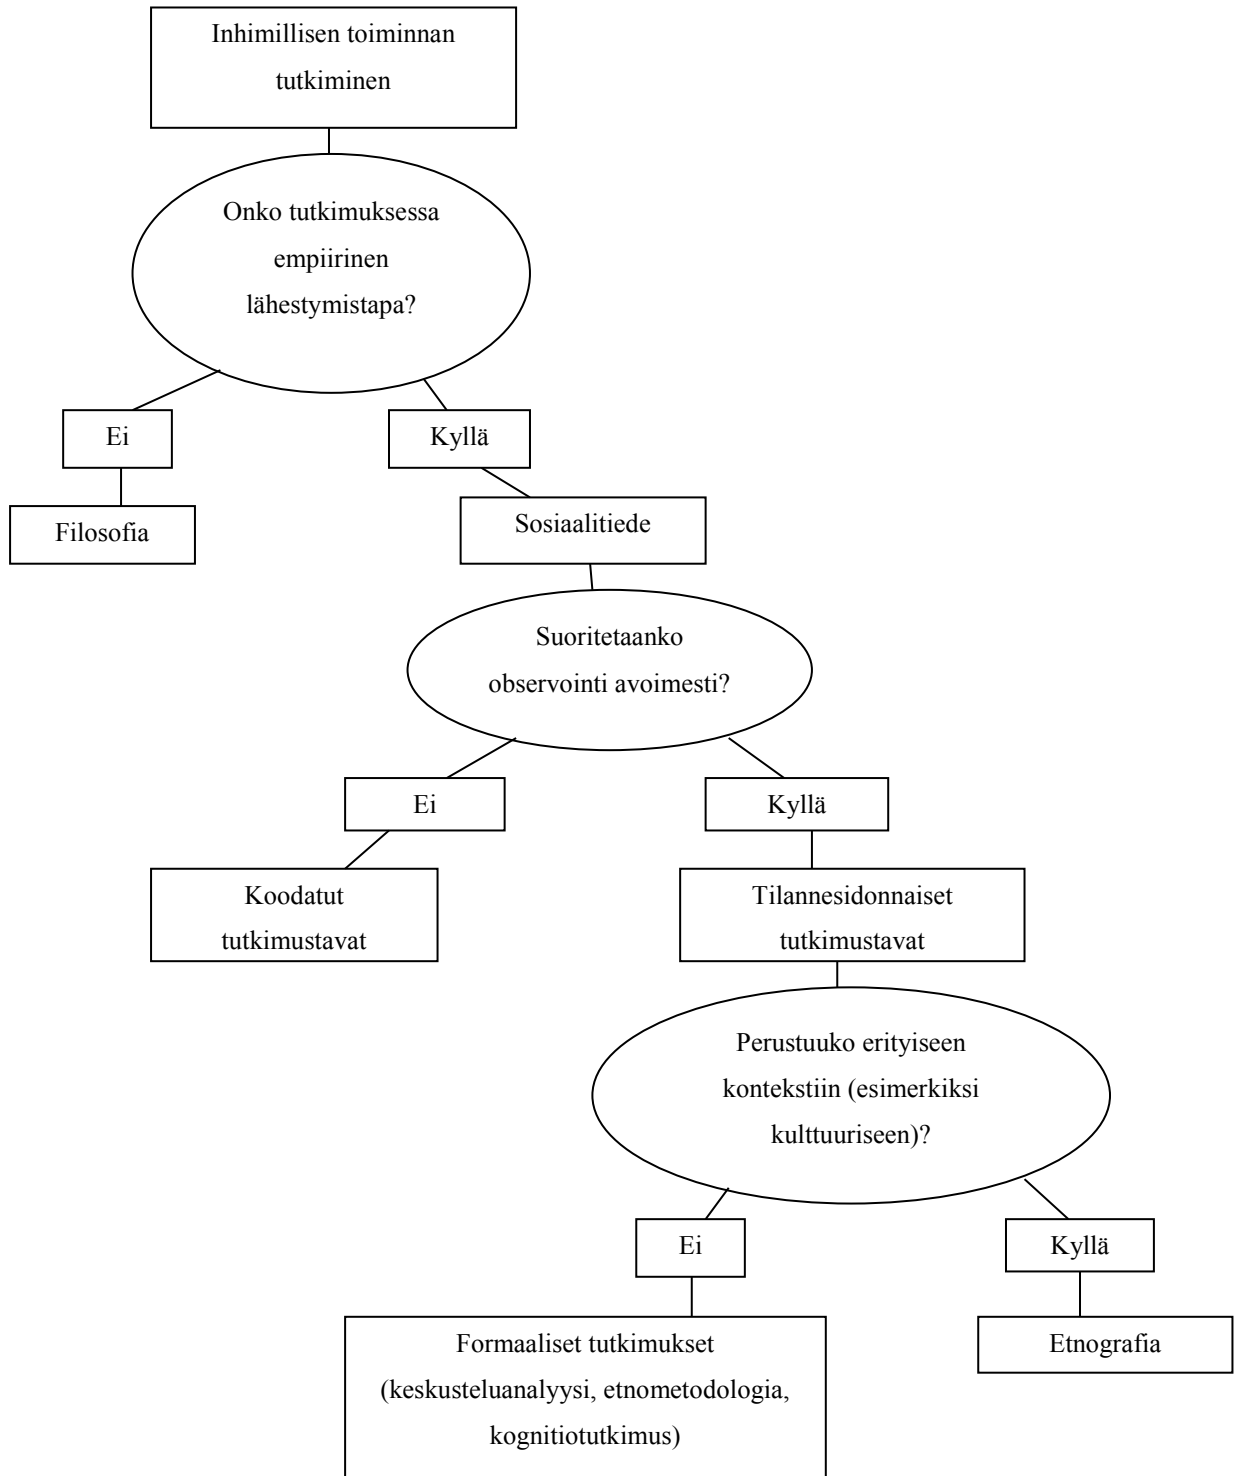 Inhimillisen toiminnan
tutkiminen
Onko tutkimuksessa
empiirinen
lähestymistapa?
Ei
Kyllä
Filosofia
Sosiaalitiede
Suoritetaanko
observointi avoimesti?
Ei
Kyllä
Koodatut
tutkimustavat
Tilannesidonnaiset
tutkimustavat
Perustuuko erityiseen
kontekstiin (esimerkiksi
kulttuuriseen)?
Ei
Kyllä
Formaaliset tutkimukset
(keskusteluanalyysi, etnometodologia,
kognitiotutkimus)
Etnografia